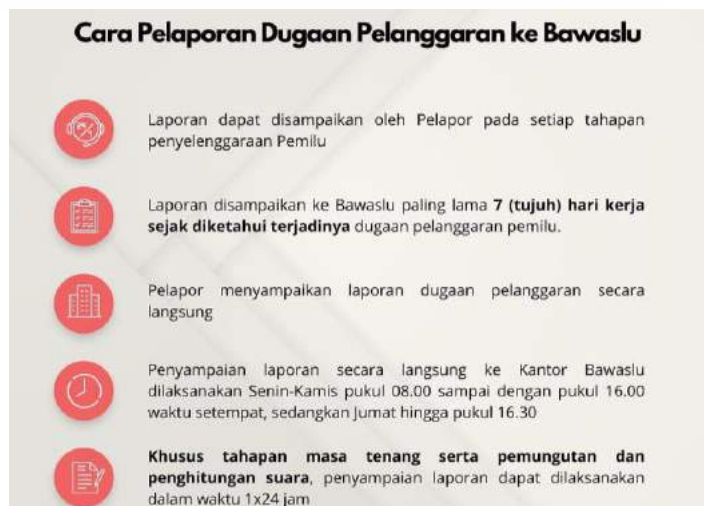 Cara Pelaporan Dugaan Pelanggaran ke Bawaslu
Laporan dapat disampaikan oleh Pelapor pada setiap tahapan
penyelenggaraan Pemilu
Laporan disampaikan ke Bawaslu paling lama 7 (tujuh) hari kerja
sejak diketahui terjadinya dugaan pelanggaran pemilu.
Pelapor menyampaikan laporan dugaan pelanggaran secara
langsung
Penyampaian laporan secara langsung ke Kantor Bawaslu
dilaksanakan Senin-Kamis pukul 08.00 sampai dengan pukul 16.00
waktu setempat, sedangkan Jumat hingga pukul 16.30
Khusus tahapan masa tenang serta pemungutan dan
penghitungan suara, penyampaian laporan dapat dilaksanakan
dalam waktu 1x24 jam